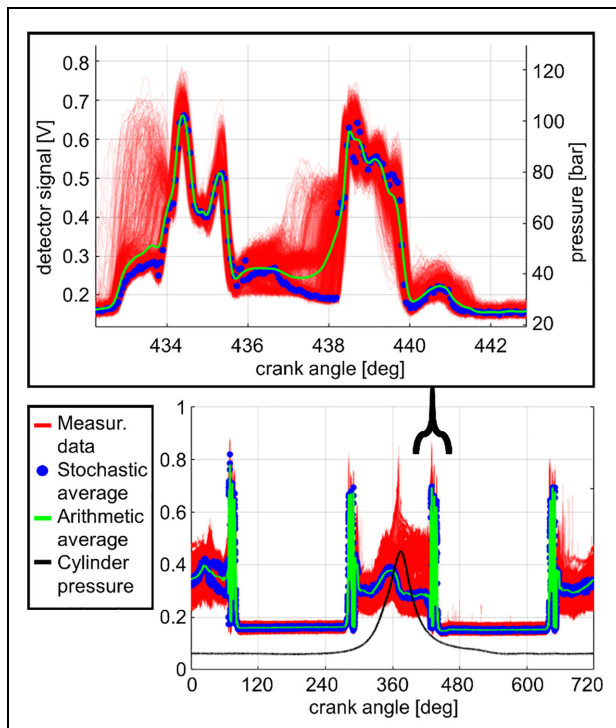 0.8
0.7
0.6
0.5
0.4
0.3
0.2
detector signal [V]
120
100
80
60
40
20
pressure [bar]
434 436 438 440 442
crank angle [deg]
Measur.
data
Stochastic
average
Arithmetic
average
Cylinder
pressure
1
0.8
0.6
0.4
0.2
0
0 120 240 360 480 600 720
crank angle [deg]